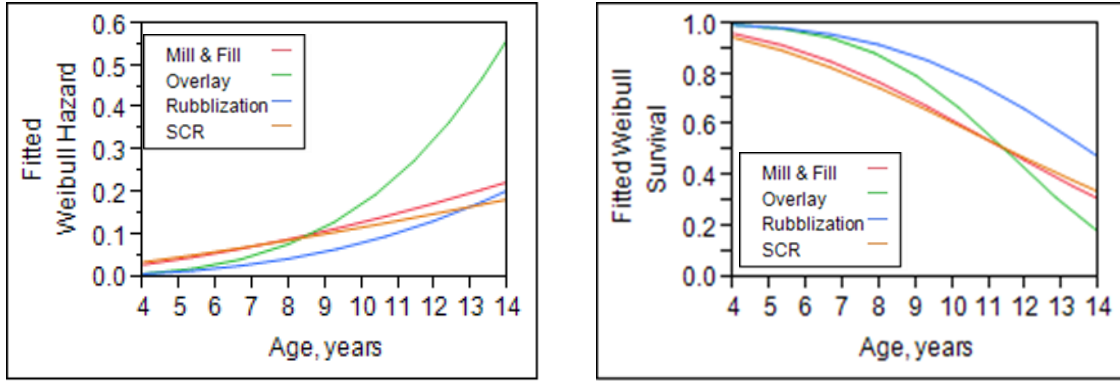 0.6
0.5
0.4
0.3
0.2
0.1
0.0
Fitted
Weibull Hazard
Mill & Fill
Overlay
Rubblization
SCR
4 5 6 7 8 9 10 11 12 13 14
Age, years
1.0
0.8
0.6
0.4
0.2
0.0
Fitted Weibull
Survival
Mill & Fill
Overlay
Rubblization
SCR
4 5 6 7 8 9 10 11 12 13 14
Age, years